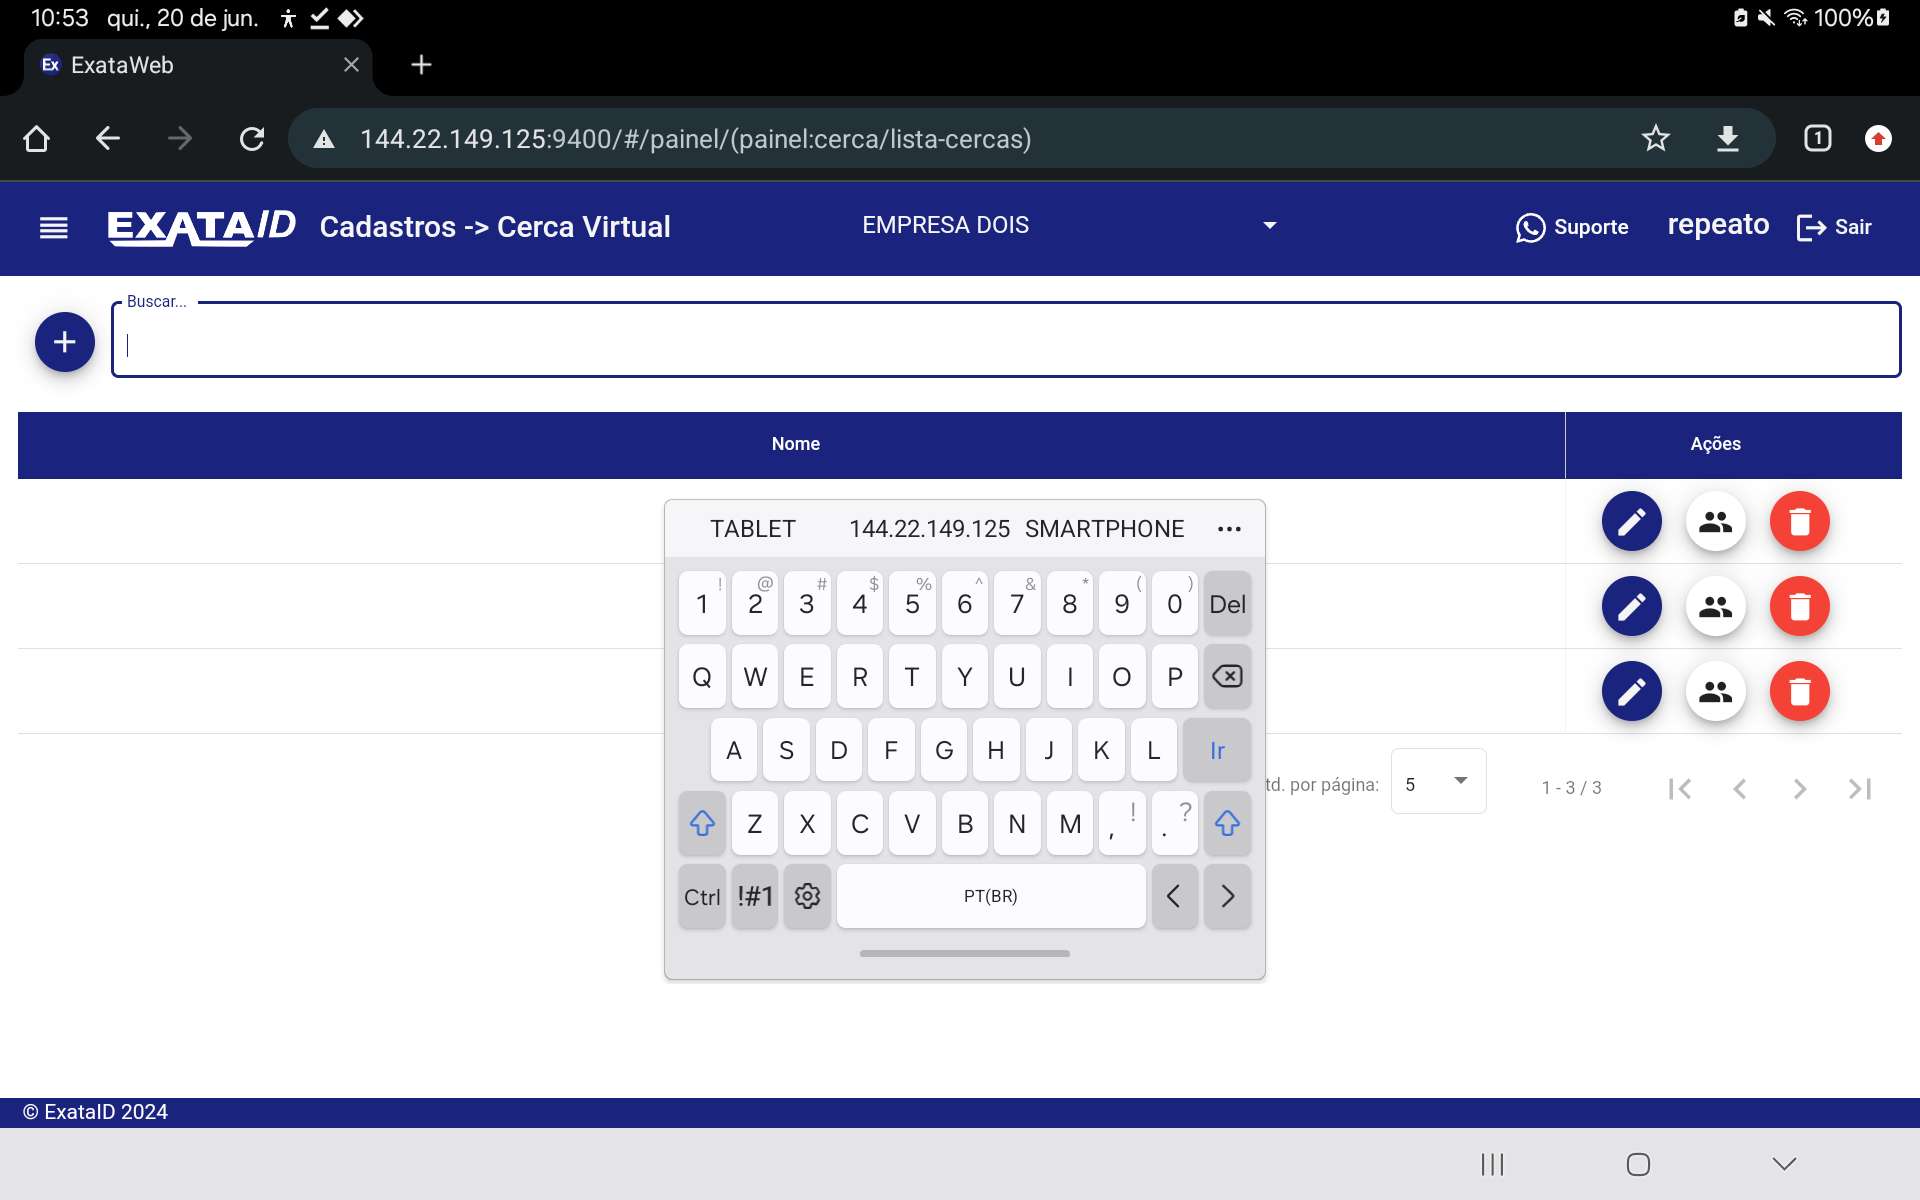 10:53 qui., 20 de jun. 100%
Ex ExataWeb
144.22.149.125:9400/#/painel/(painel:cerca/lista-cercas) 1
EXATAID Cadastros -> Cerca Virtual EMPRESA DOIS Suporte repeato Sair
Buscar...
Nome Ações
TABLET 144.22.149.125 SMARTPHONE
! @ # $ % ^ & * ( )
1 2 3 4 5 6 7 8 9 0 Del
Q W E R T Y U I O P
A S D F G H J K L Ir
td. por página: 5 1 - 3 / 3
Z X C V B N M , ! . ?
Ctrl !#1 PT(BR)
© ExataID 2024